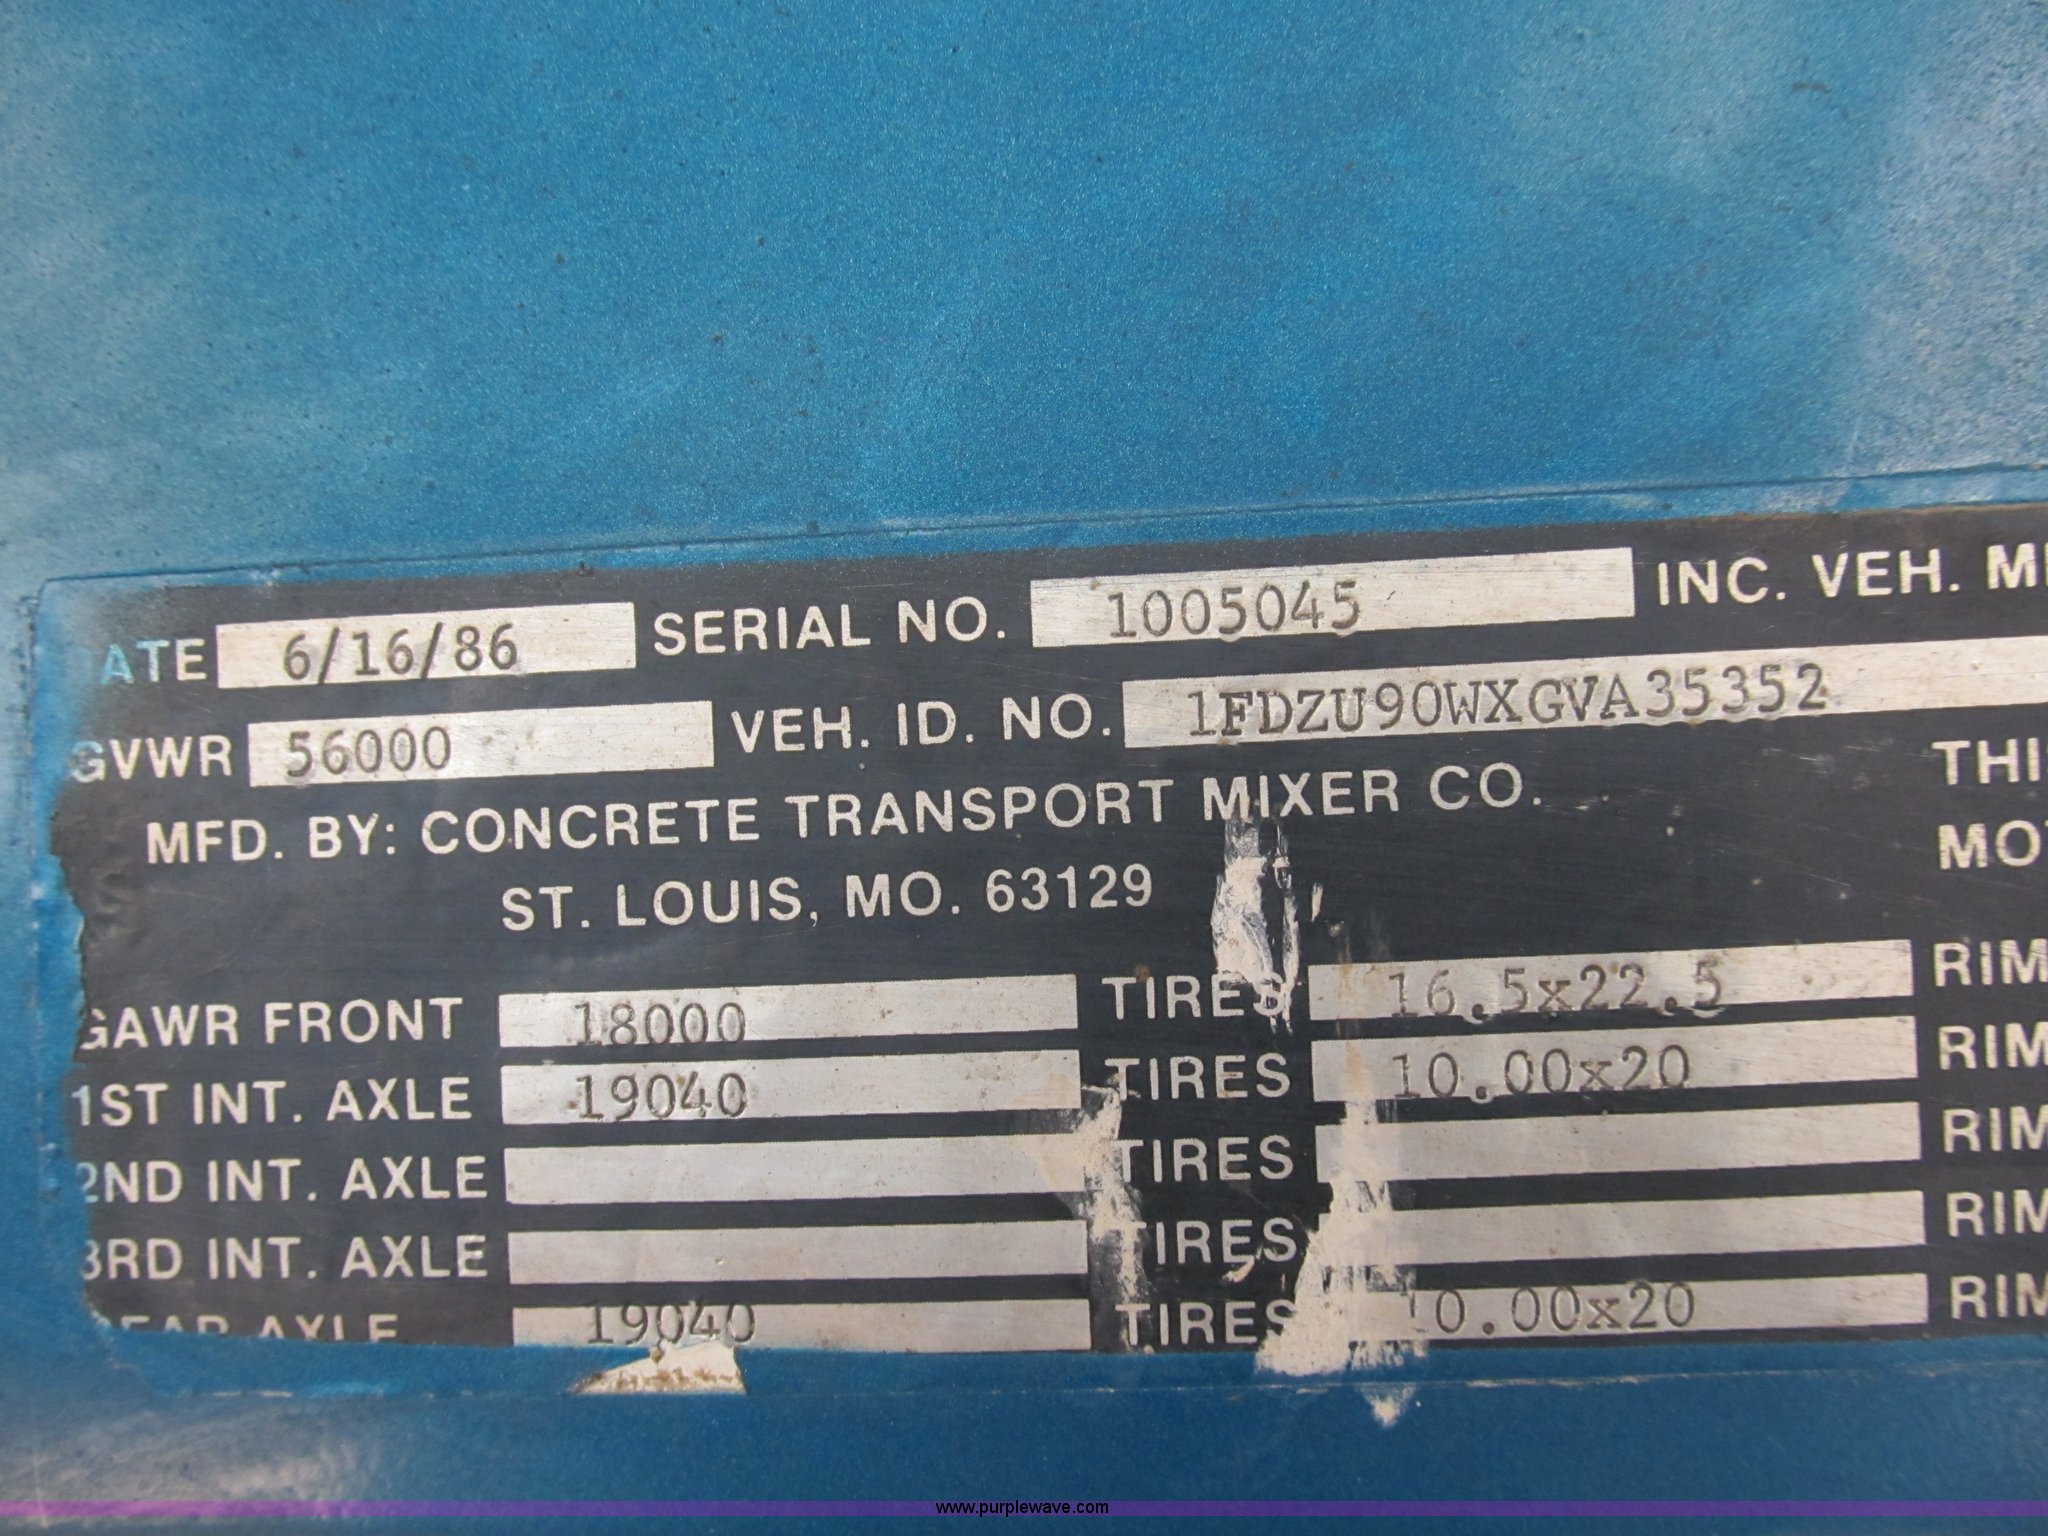 DATE 6/16/86 SERIAL NO. 1005045 INC. VEH.
GVWR 56000 VEH. ID. NO. 1FDZU90WXGVA35352
MFD. BY: CONCRETE TRANSPORT MIXER CO.
ST. LOUIS, MO. 63129
GAWR FRONT 18000 TIRES 16.5x22.5 RIM
1ST INT. AXLE 19040 TIRES 10.00x20 RIM
2ND INT. AXLE TIRES RIM
3RD INT. AXLE TIRES RIM
REAR AXLE 19040 TIRES 10.00x20 RIM
www.purplewave.com